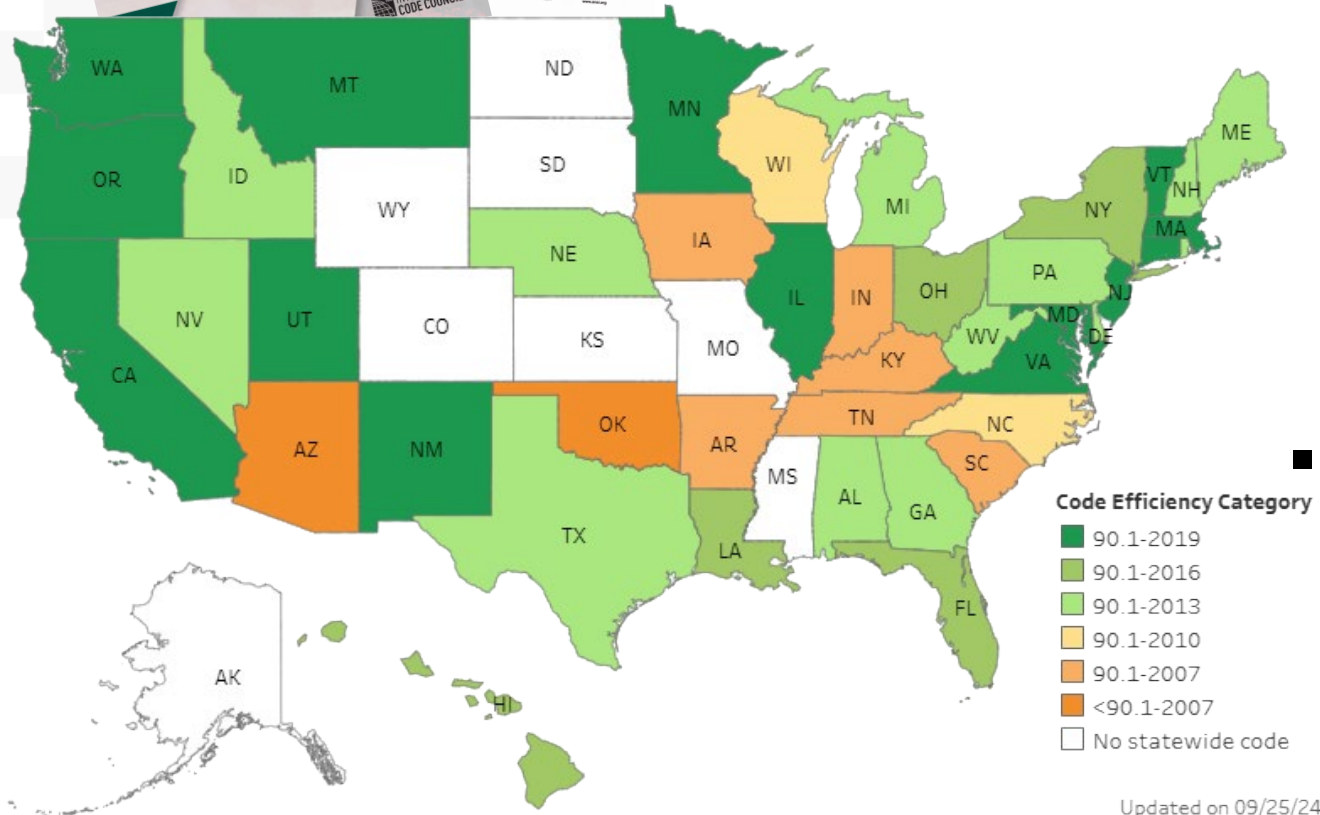 CODE COUNCIL
WA
MT
ND
MN
OR
ID
WY
SD
WI
MI
ME
VT
NH
NY
MA
CA
NV
UT
CO
NE
KS
IA
MO
IL
IN
OH
PA
NJ
MD
DE
WV
VA
KY
AZ
NM
OK
AR
TN
NC
SC
TX
LA
MS
AL
GA
FL
AK
HI
Code Efficiency Category
90.1-2019
90.1-2016
90.1-2013
90.1-2010
90.1-2007
<90.1-2007
No statewide code
Updated on 09/25/24